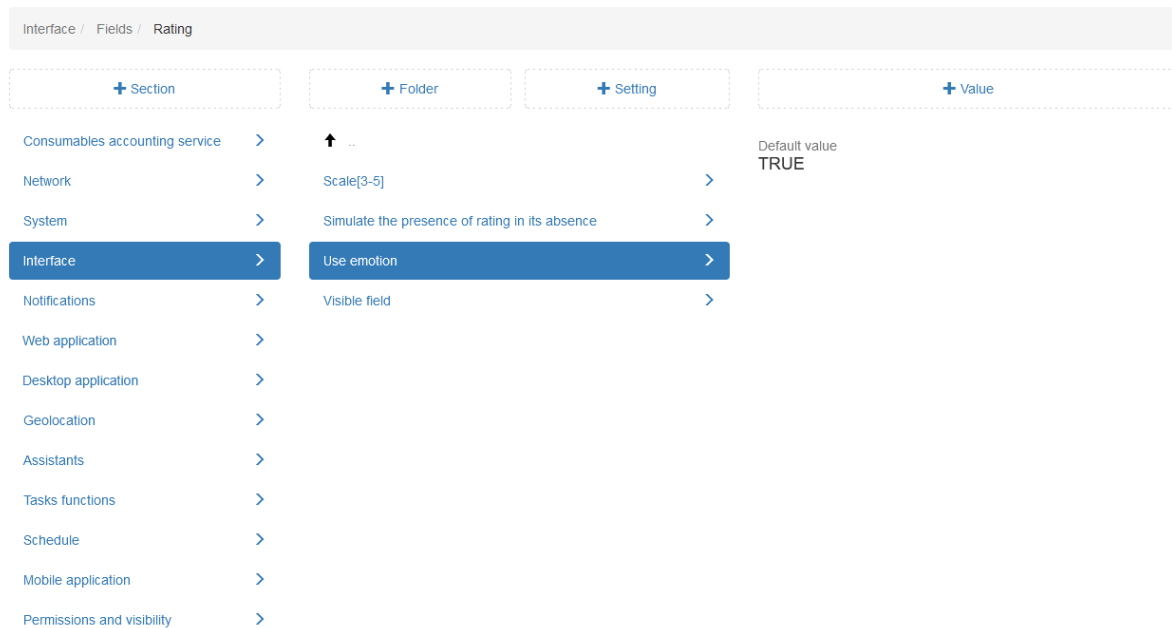 Interface / Fields / Rating
+ Section
+ Folder
+ Setting
+ Value
Consumables accounting service
Network
System
Interface
Notifications
Web application
Desktop application
Geolocation
Assistants
Tasks functions
Schedule
Mobile application
Permissions and visibility
..
Scale[3-5]
Simulate the presence of rating in its absence
Use emotion
Visible field
Default value
TRUE